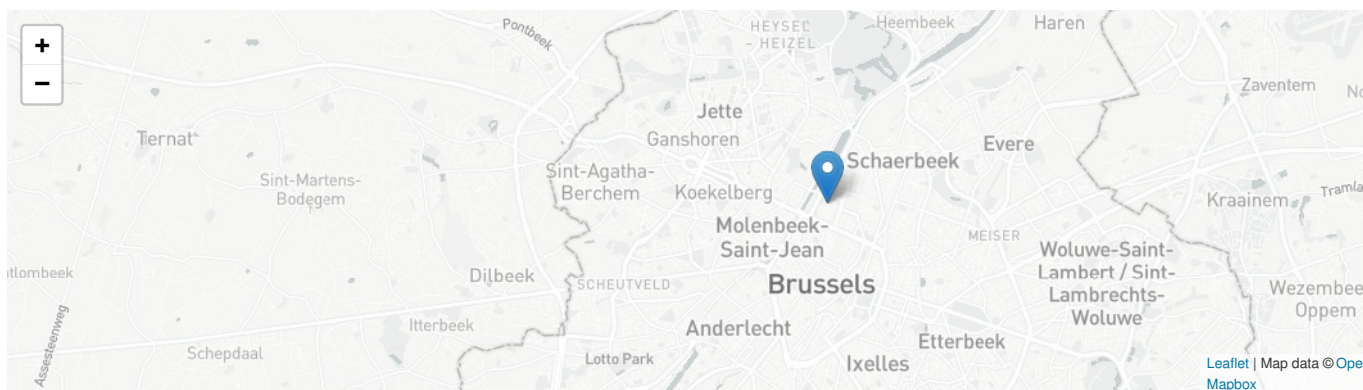 +
−
Pontbeek
HEYSEL
- HEIZEL
Heembeek
Haren
Zaventem
Jette
Ternat
Ganshoren
Evere
Schaerbeek
Sint-Martens-
Bodegem
Sint-Agatha-
Berchem
Koekelberg
Kraainem
Molenbeek-
Saint-Jean
MEISER
Woluwe-Saint-
Lambert / Sint-
Lambrechts-
Woluwe
Dilbeek
SCHEUTVELD
Brussels
Oppem
Itterbeek
Anderlecht
Assesteenweg
Schepdaal
Lotto Park
Ixelles
Etterbeek
Leaflet | Map data ©
Mapbox